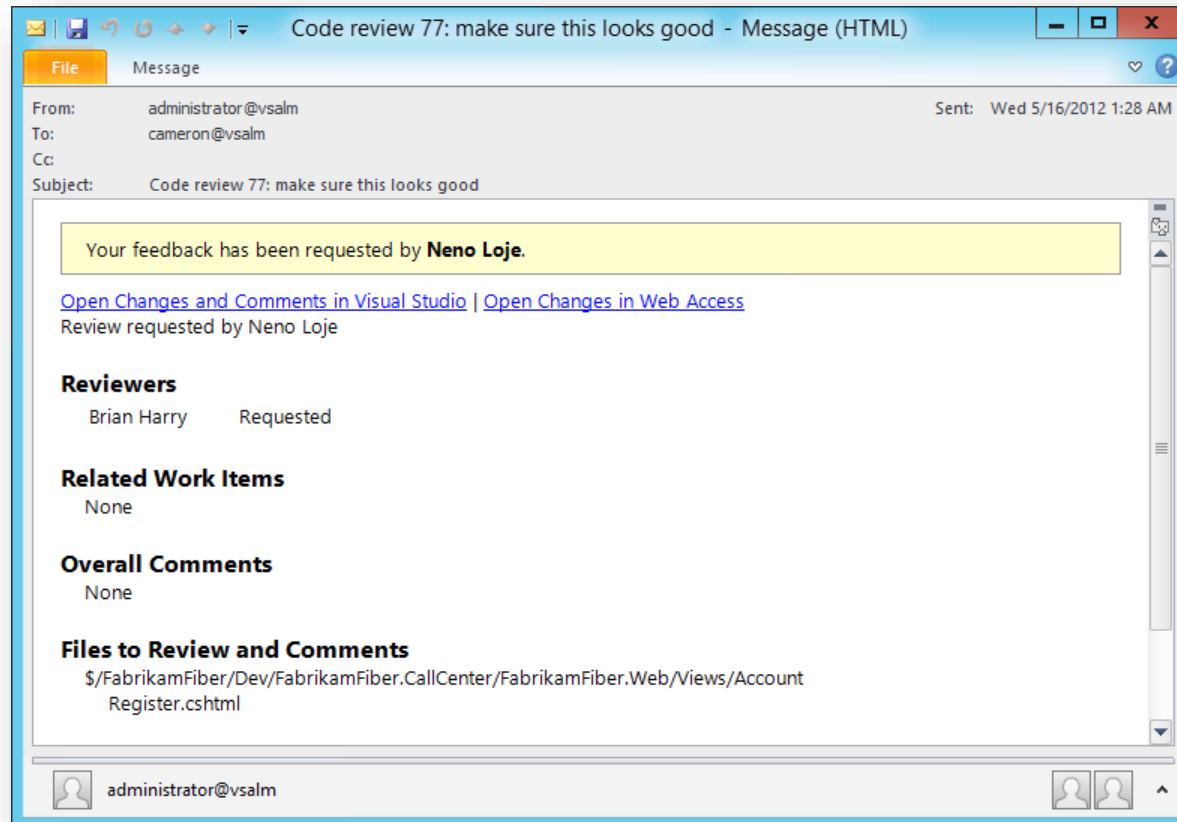 Code review 77: make sure this looks good - Message (HTML)
File Message
From: administrator@vsalm Sent: Wed 5/16/2012 1:28 AM
To: cameron@vsalm
Cc:
Subject: Code review 77: make sure this looks good
Your feedback has been requested by Neno Loje.
Open Changes and Comments in Visual Studio | Open Changes in Web Access
Review requested by Neno Loje
Reviewers
Brian Harry Requested
Related Work Items
None
Overall Comments
None
Files to Review and Comments
$/FabrikamFiber/Dev/FabrikamFiber.CallCenter/FabrikamFiber.Web/Views/Account
Register.cshtml
administrator@vsalm